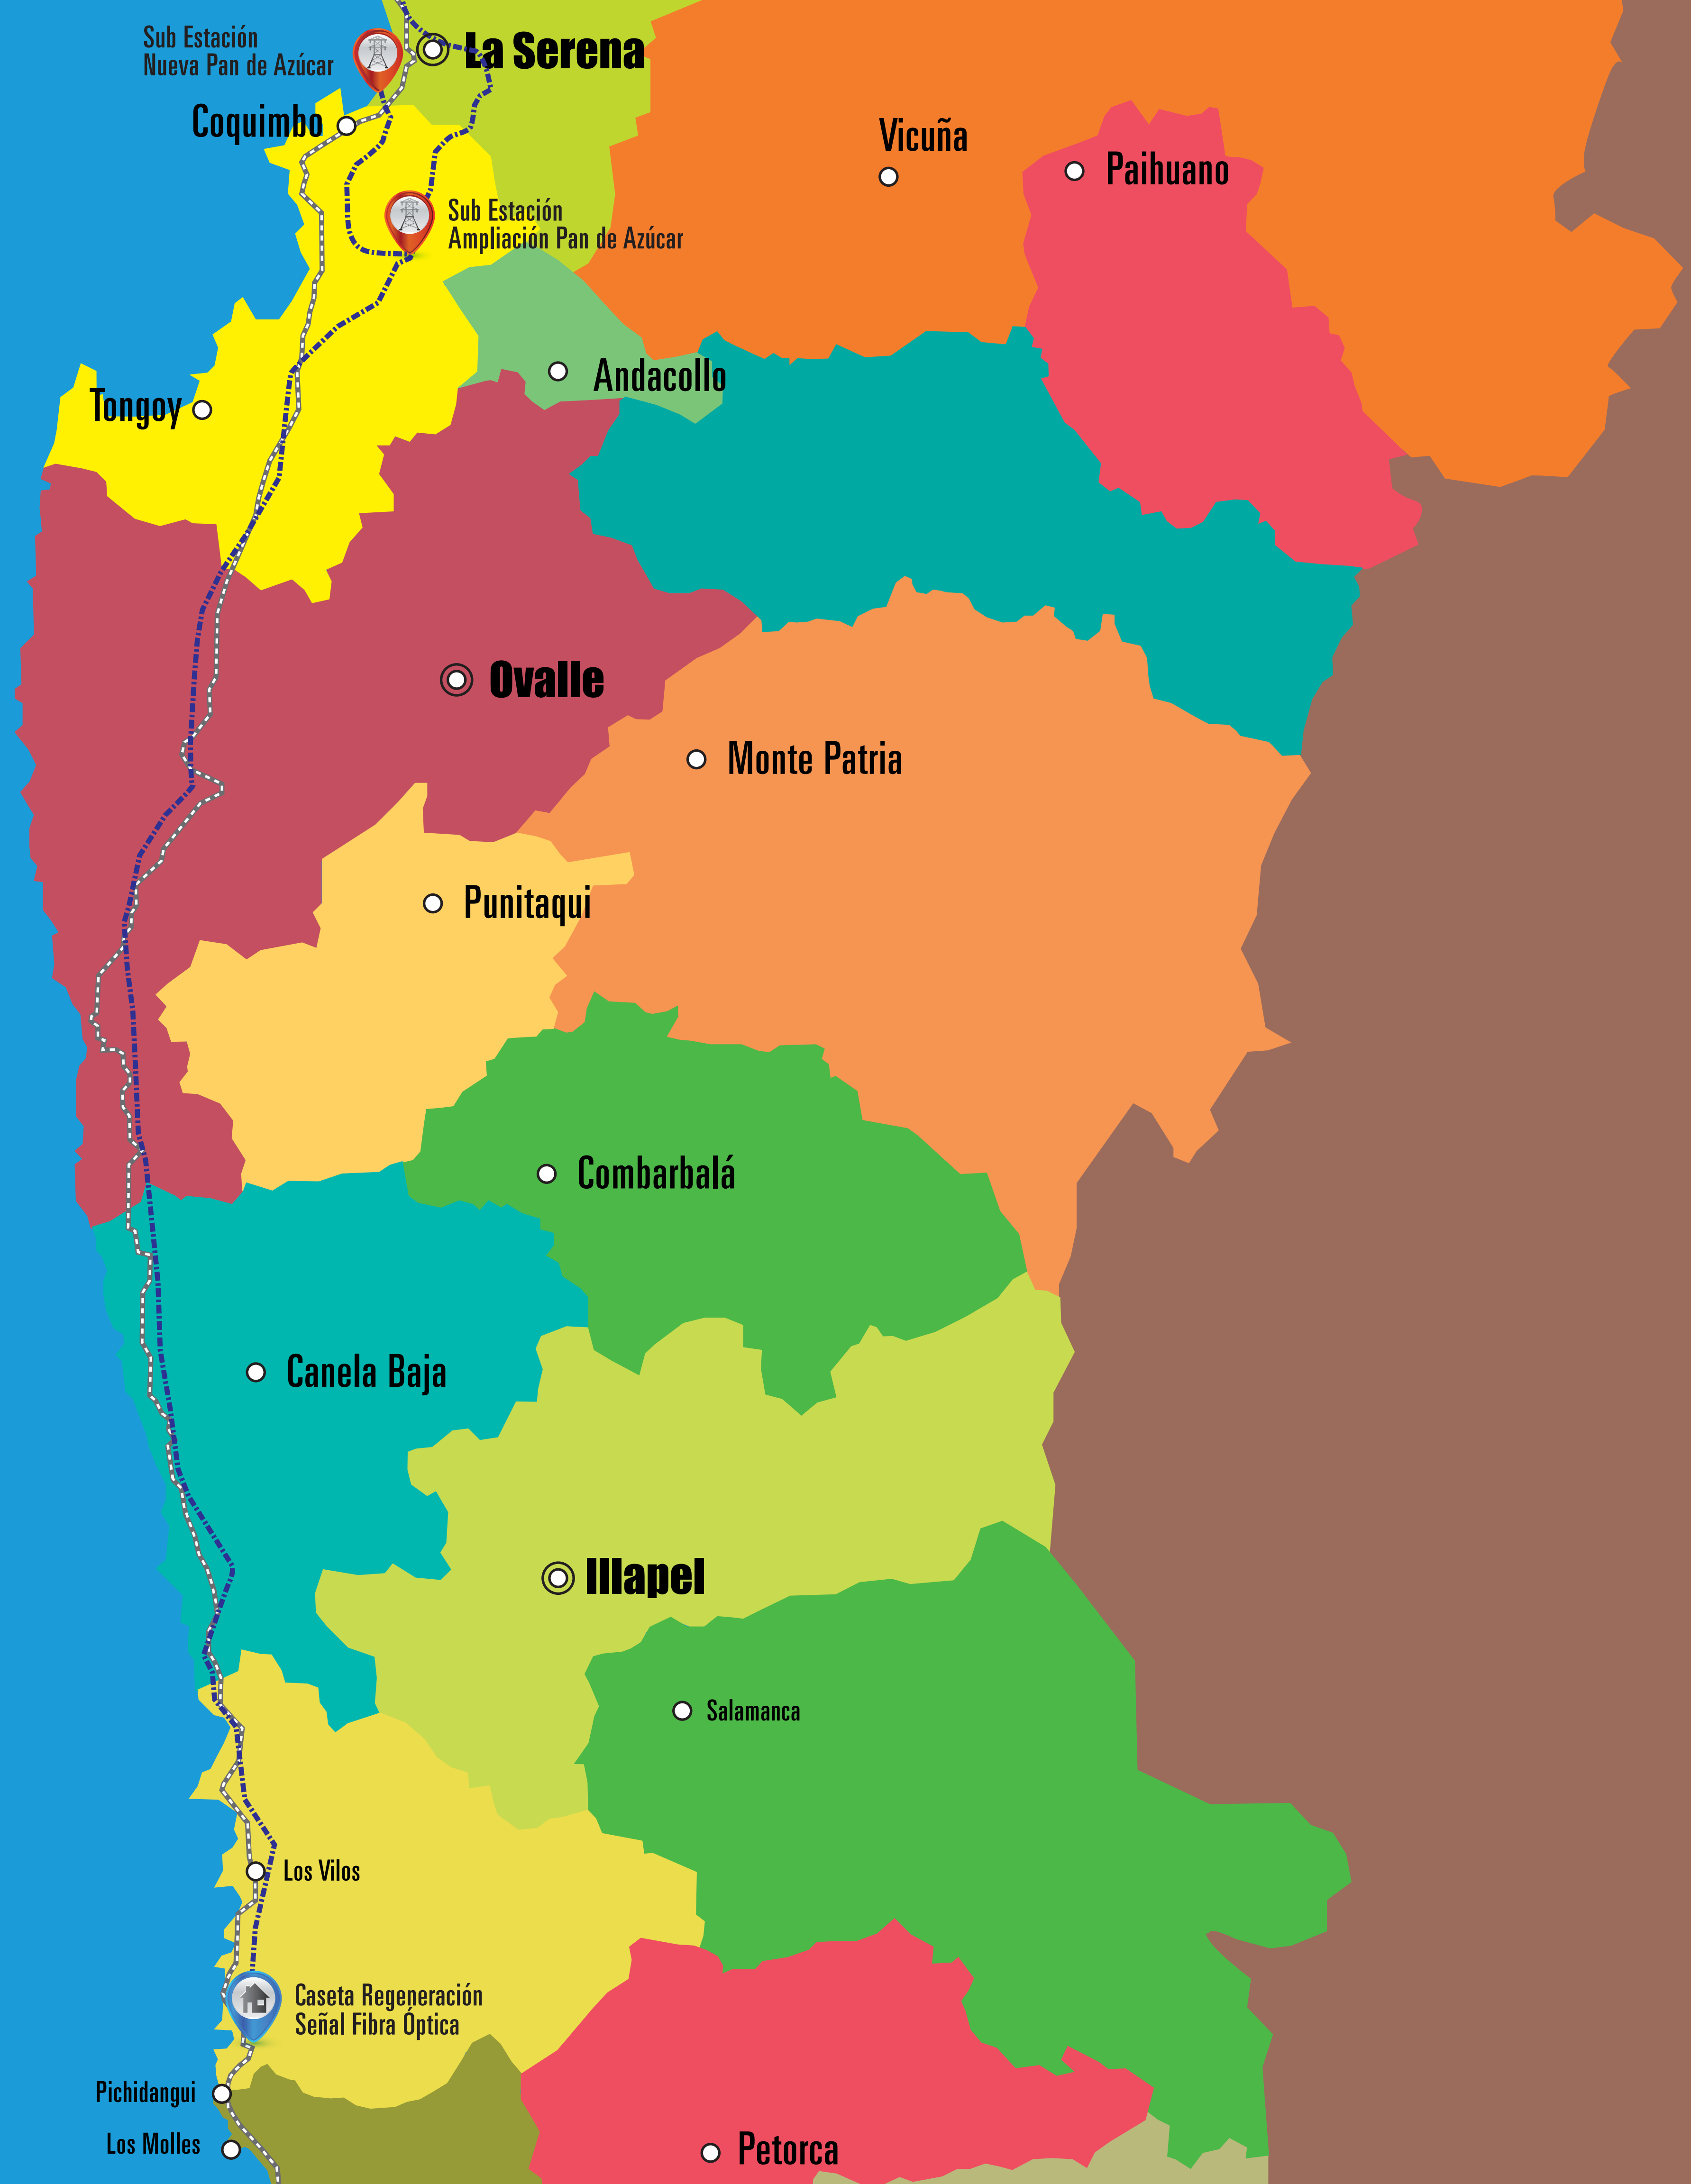 Sub Estación
Nueva Pan de Azúcar
La Serena
Coquimbo
Vicuña
Paihuano
Sub Estación
Ampliación Pan de Azúcar
Andacollo
Tongoy
Ovalle
Monte Patria
Punitaqui
Combarbalá
Canela Baja
Illapel
Salamanca
Los Vilos
Caseta Regeneración
Señal Fibra Óptica
Pichidangui
Los Molles
Petorca